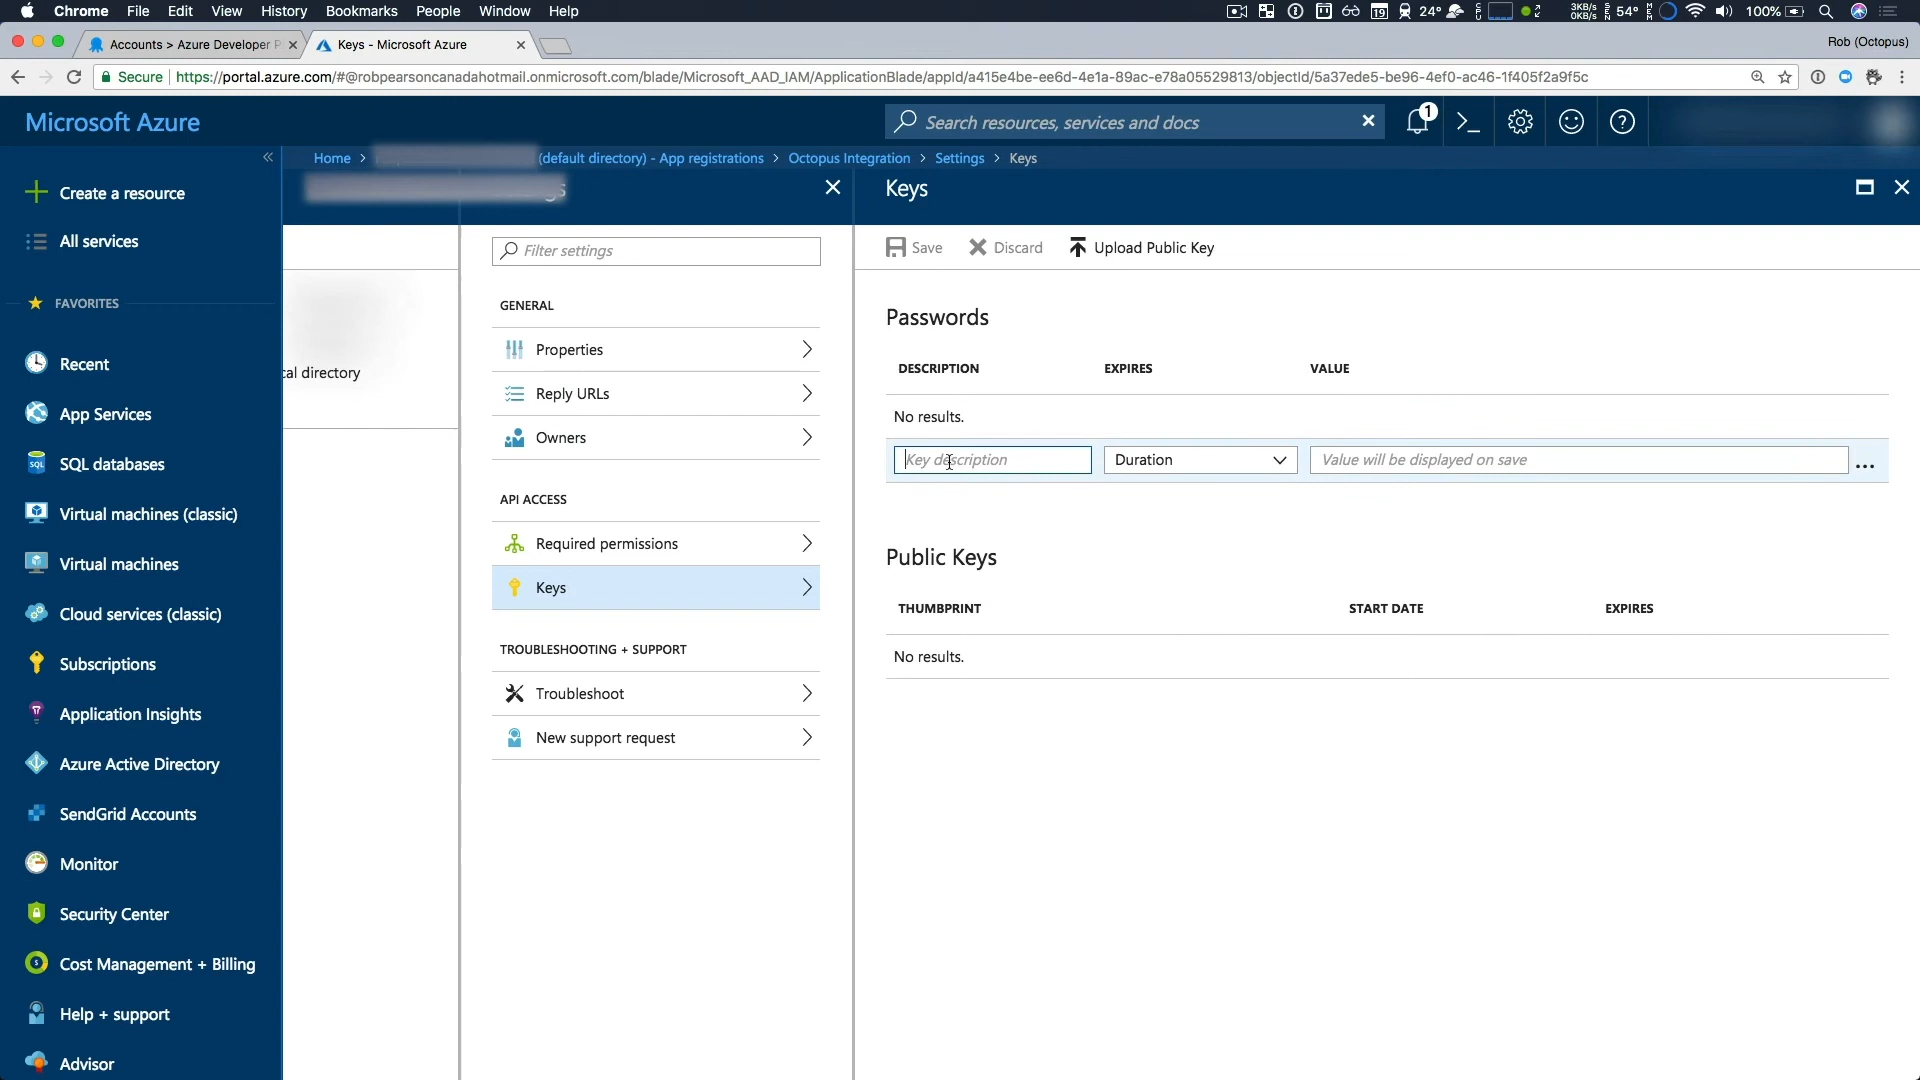 Chrome File Edit View History Bookmarks People Window Help
19 24° 3KB/s 0KB/s 54° 100%
Accounts > Azure Developer P
Keys - Microsoft Azure
Rob (Octopus)
Secure https://portal.azure.com/#@robpearsoncanadahotmail.onmicrosoft.com/blade/Microsoft_AAD_IAM/ApplicationBlade/appId/a415e4be-ee6d-4e1a-89ac-e78a05529813/objectId/5a37ede5-be96-4ef0-ac46-1f405f2a9f5c
Microsoft Azure
Search resources, services and docs
1
Home > (default directory) - App registrations > Octopus Integration > Settings > Keys
Create a resource
All services
FAVORITES
Recent
App Services
SQL databases
Virtual machines (classic)
Virtual machines
Cloud services (classic)
Subscriptions
Application Insights
Azure Active Directory
SendGrid Accounts
Monitor
Security Center
Cost Management + Billing
Help + support
Advisor
cal directory
Filter settings
GENERAL
Properties
Reply URLs
Owners
API ACCESS
Required permissions
Keys
TROUBLESHOOTING + SUPPORT
Troubleshoot
New support request
Keys
Save Discard Upload Public Key
Passwords
DESCRIPTION EXPIRES VALUE
No results.
Key description Duration Value will be displayed on save ...
Public Keys
THUMBPRINT START DATE EXPIRES
No results.